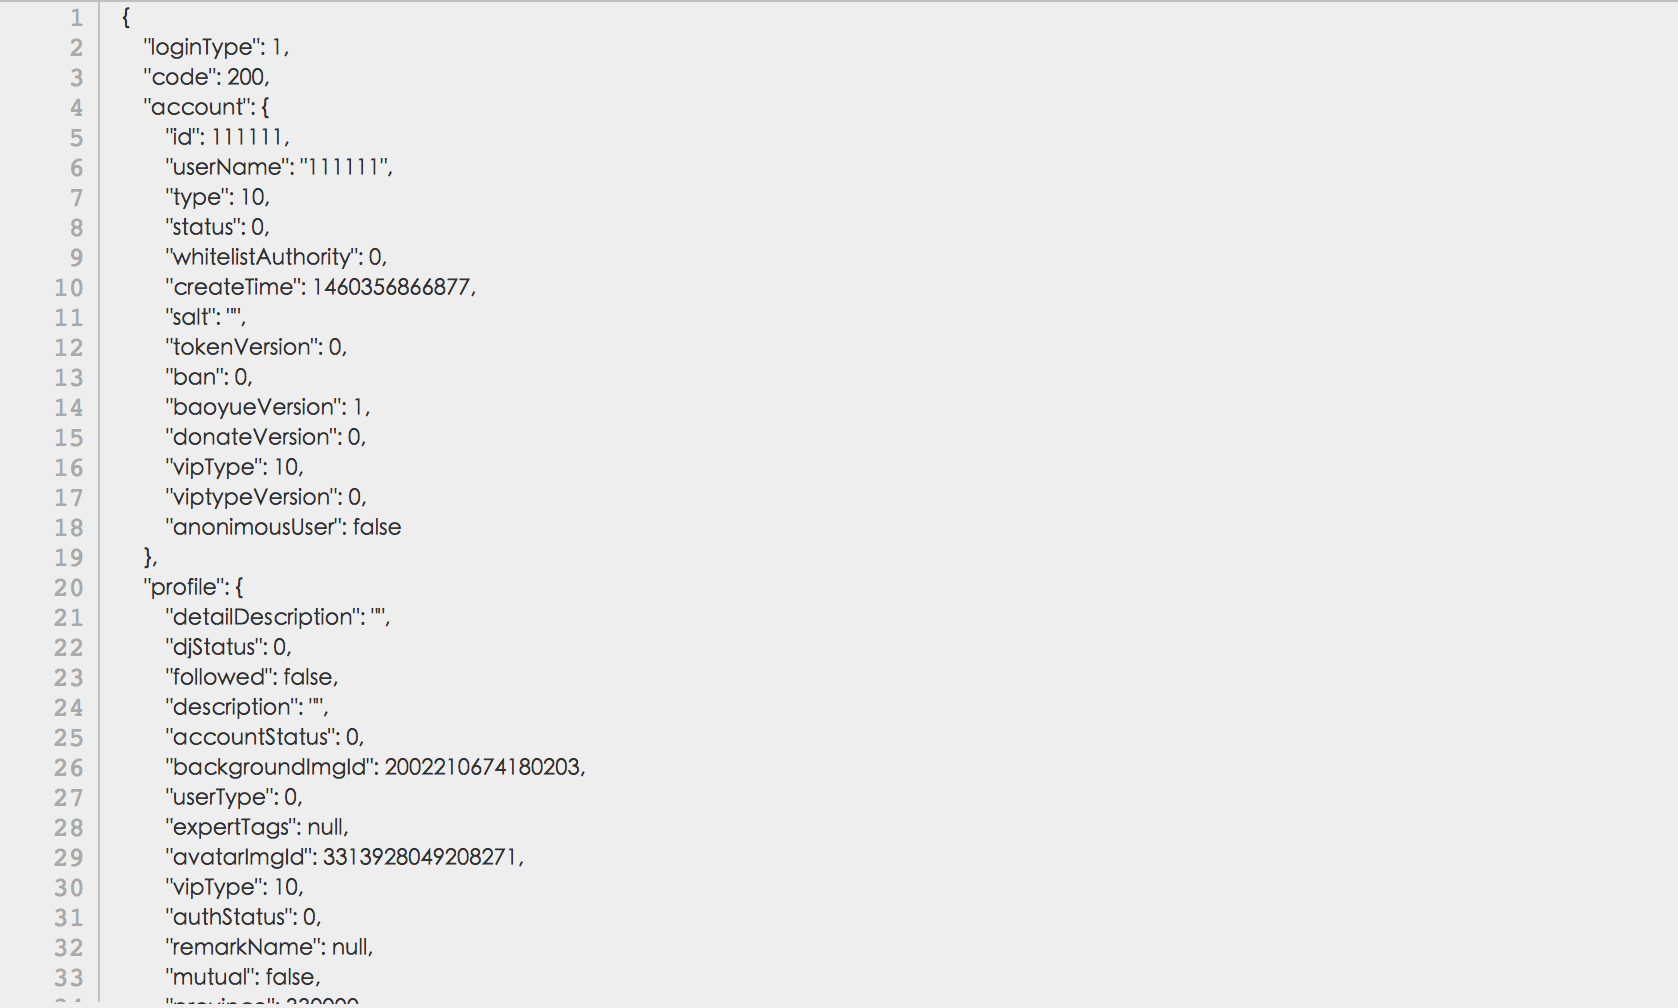 1 {
2 "loginType": 1,
3 "code": 200,
4 "account": {
5 "id": 111111,
6 "userName": "111111",
7 "type": 10,
8 "status": 0,
9 "whitelistAuthority": 0,
10 "createTime": 1460356866877,
11 "salt": "",
12 "tokenVersion": 0,
13 "ban": 0,
14 "baoyueVersion": 1,
15 "donateVersion": 0,
16 "vipType": 10,
17 "viptypeVersion": 0,
18 "anonimousUser": false
19 },
20 "profile": {
21 "detailDescription": "",
22 "djStatus": 0,
23 "followed": false,
24 "description": "",
25 "accountStatus": 0,
26 "backgroundImgId": 2002210674180203,
27 "userType": 0,
28 "expertTags": null,
29 "avatarImgId": 3313928049208271,
30 "vipType": 10,
31 "authStatus": 0,
32 "remarkName": null,
33 "mutual": false,